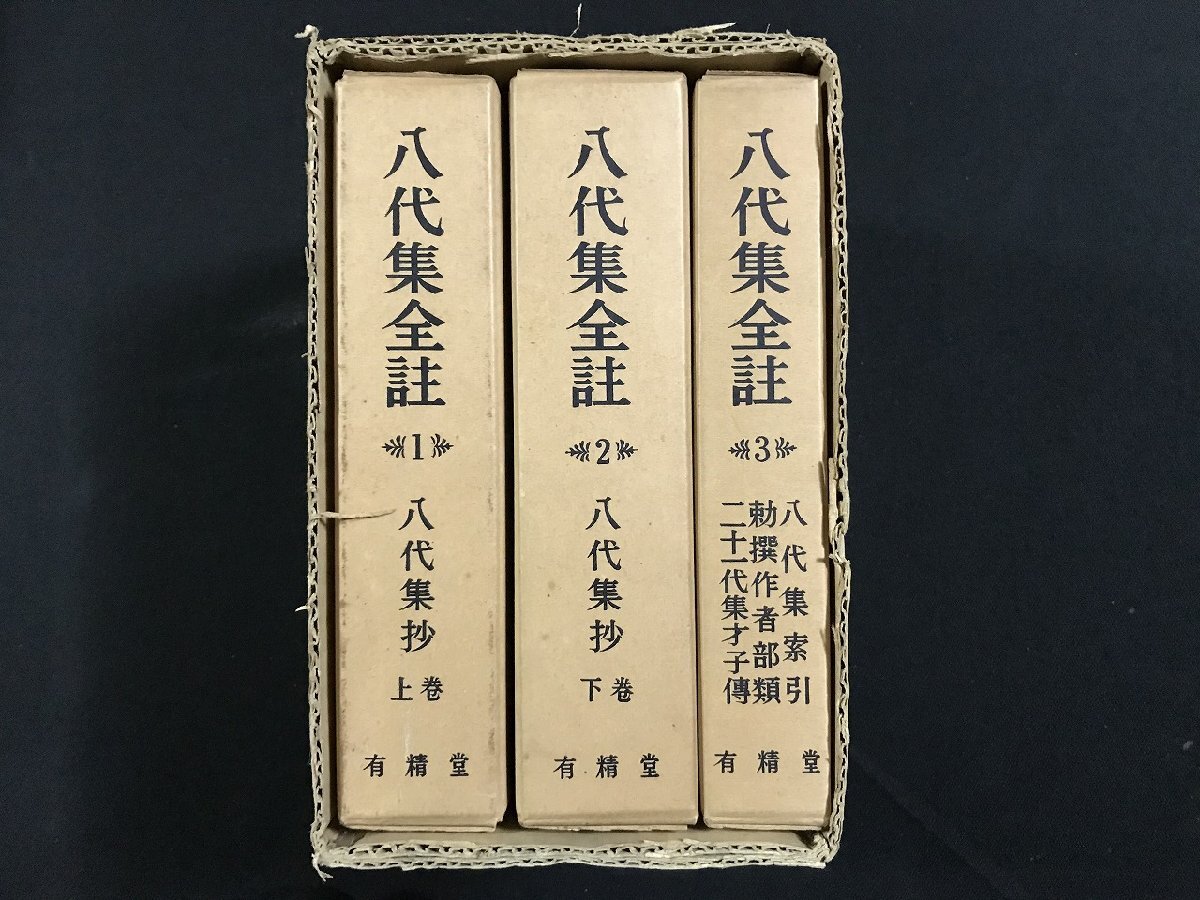 八代集全註
1
八代集抄
上巻
有精堂
八代集全註
2
八代集抄
下巻
有精堂
八代集全註
3
八代集索引
勅撰作者部類
二十一代集才子傳
有精堂